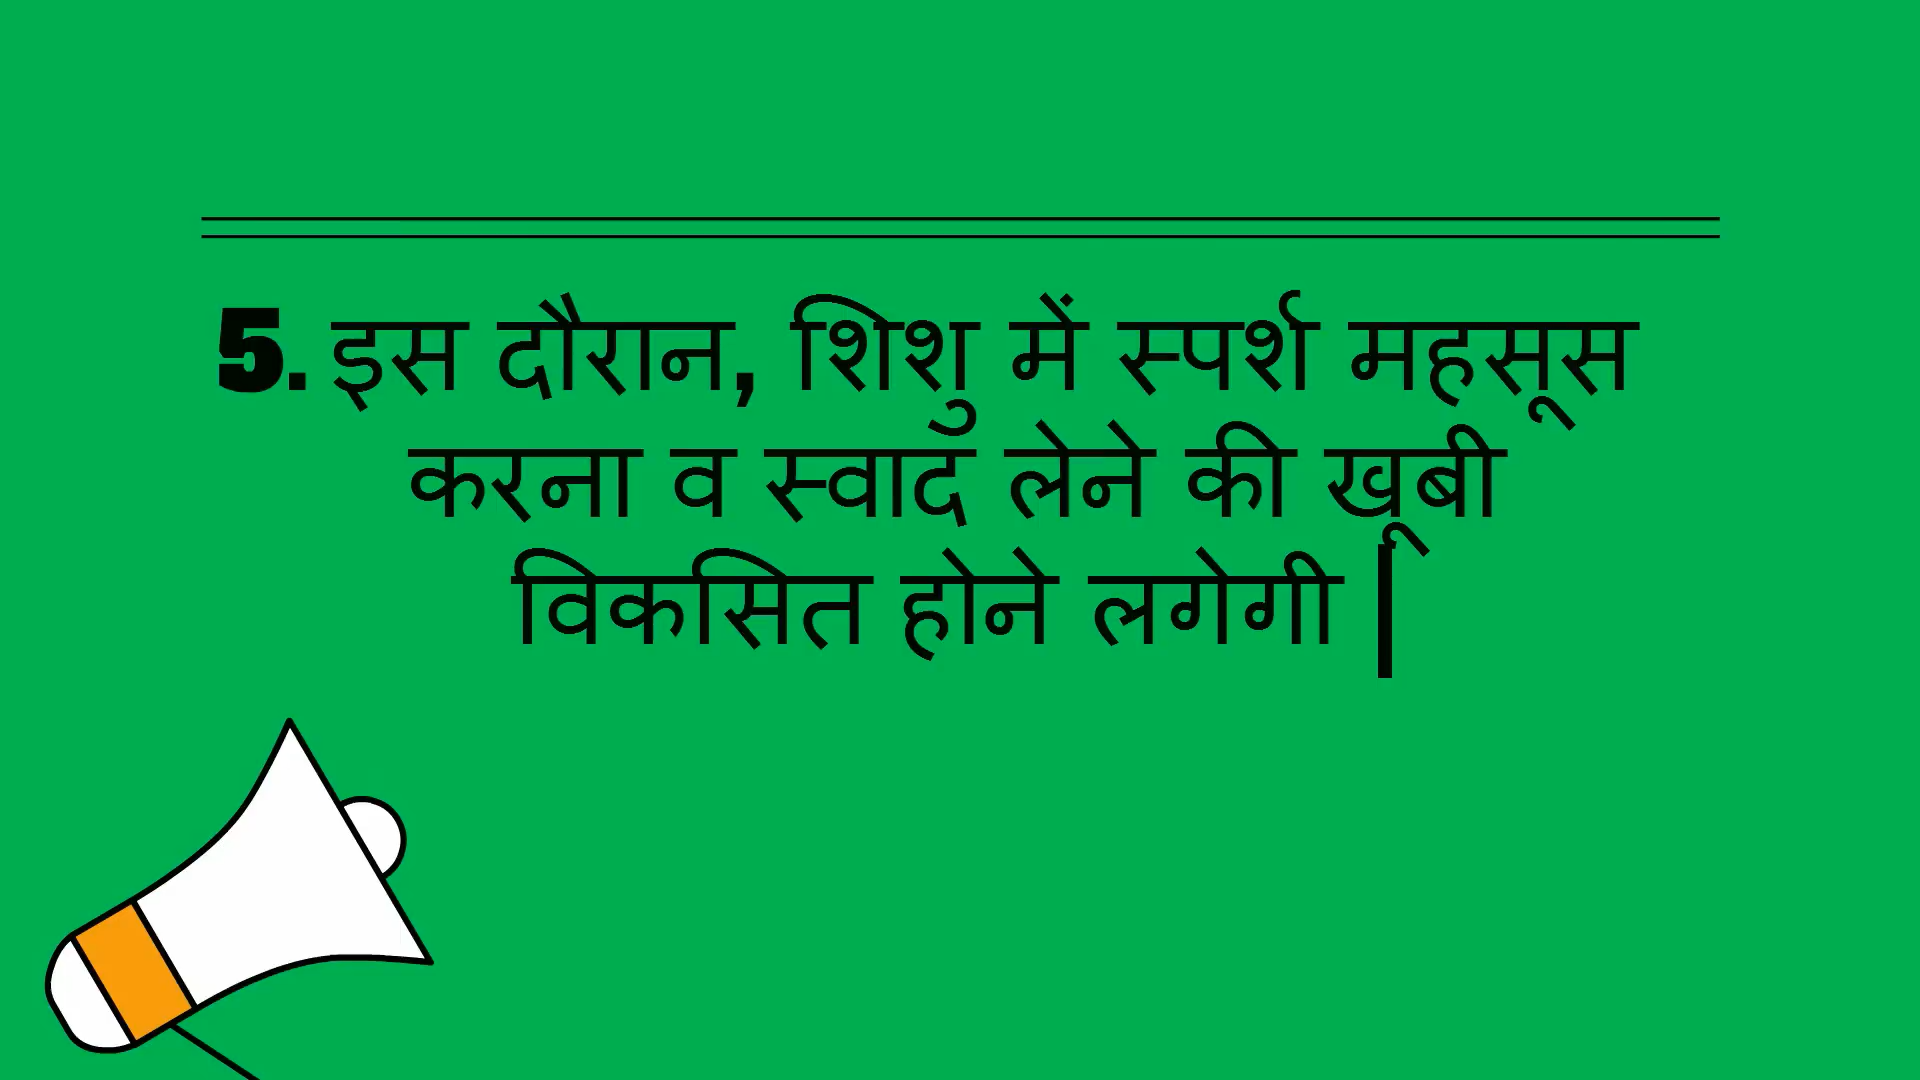 5. इस दौरान, शिशु में स्पर्श महसूस
करना व स्वाद लेने की खूबी
विकसित होने लगेगी |